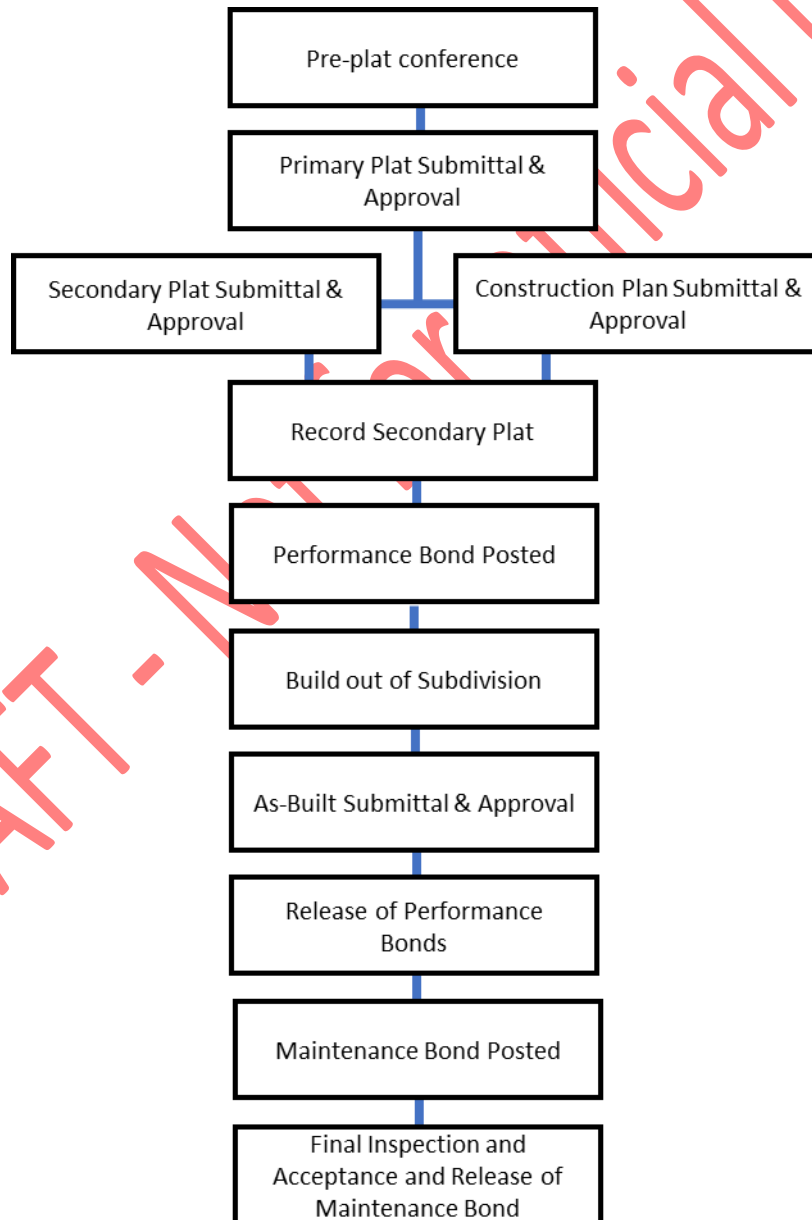 Pre-plat conference
Primary Plat Submittal &
Approval
Secondary Plat Submittal &
Approval
Construction Plan Submittal &
Approval
Record Secondary Plat
Performance Bond Posted
Build out of Subdivision
As-Built Submittal & Approval
Release of Performance
Bonds
Maintenance Bond Posted
Final Inspection and
Acceptance and Release of
Maintenance Bond